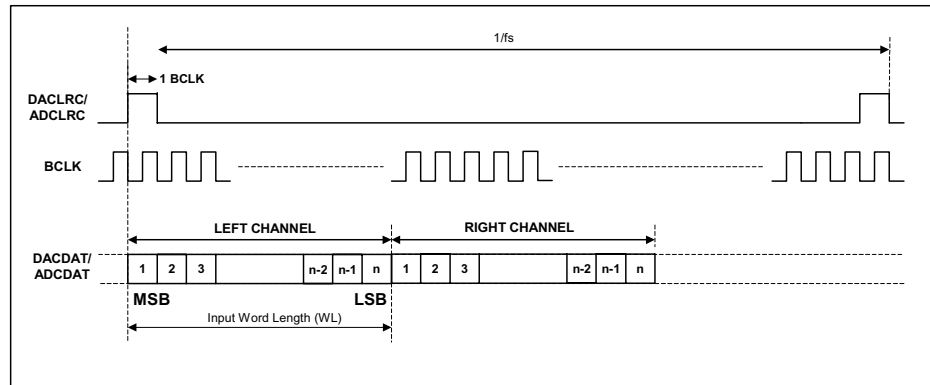 1/fs
1 BCLK
DACLRC/
ADCLRC
BCLK
LEFT CHANNEL RIGHT CHANNEL
DACDAT/
ADCDAT
1 2 3 n-2 n-1 n 1 2 3 n-2 n-1 n
MSB LSB
Input Word Length (WL)